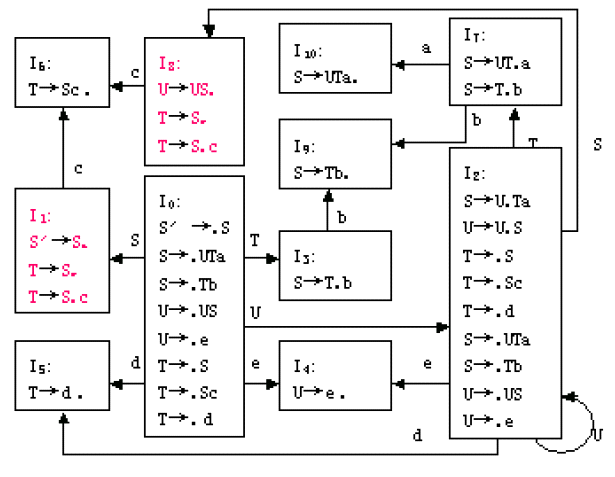 I₆:
T→Sc.
c
I₈:
U→US.
T→S.
T→S.c
I₁₀:
S→UTa.
a
I₇:
S→UT.a
S→T.b
b
c
I₉:
S→Tb.
T
S
I₁:
S′→S.
T→S.
T→S.c
S
I₀:
S′ →.S
S→.UTa
S→.Tb
U→.US
U→.e
T→.S
T→.Sc
T→.d
T
b
I₃:
S→T.b
U
I₂:
S→U.Ta
U→U.S
T→.S
T→.Sc
T→.d
S→.UTa
S→.Tb
U→.US
U→.e
I₅:
T→d.
d
e
I₄:
U→e.
e
d
U